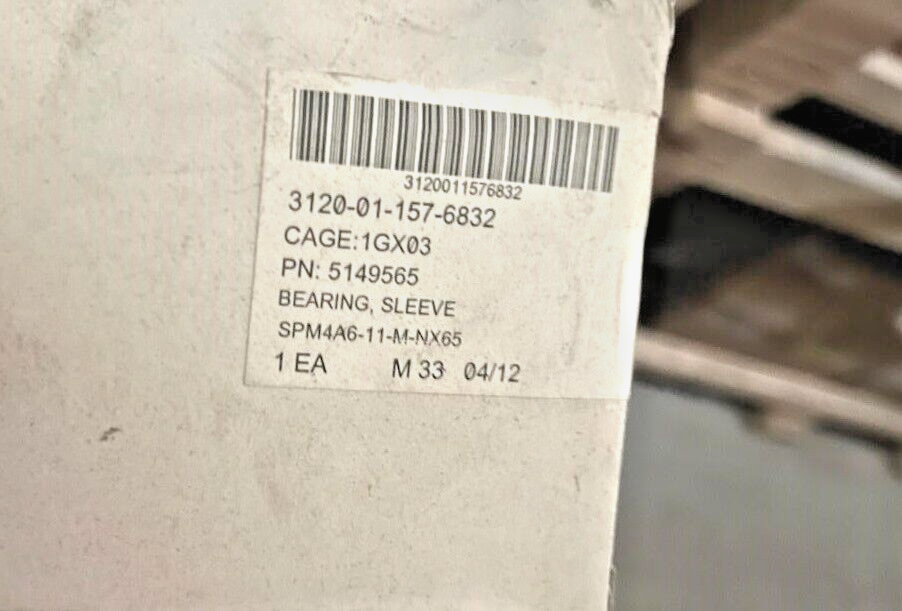 3120011576832
3120-01-157-6832
CAGE:1GX03
PN: 5149565
BEARING, SLEEVE
SPM4A6-11-M-NX65
1 EA M 33 04/12